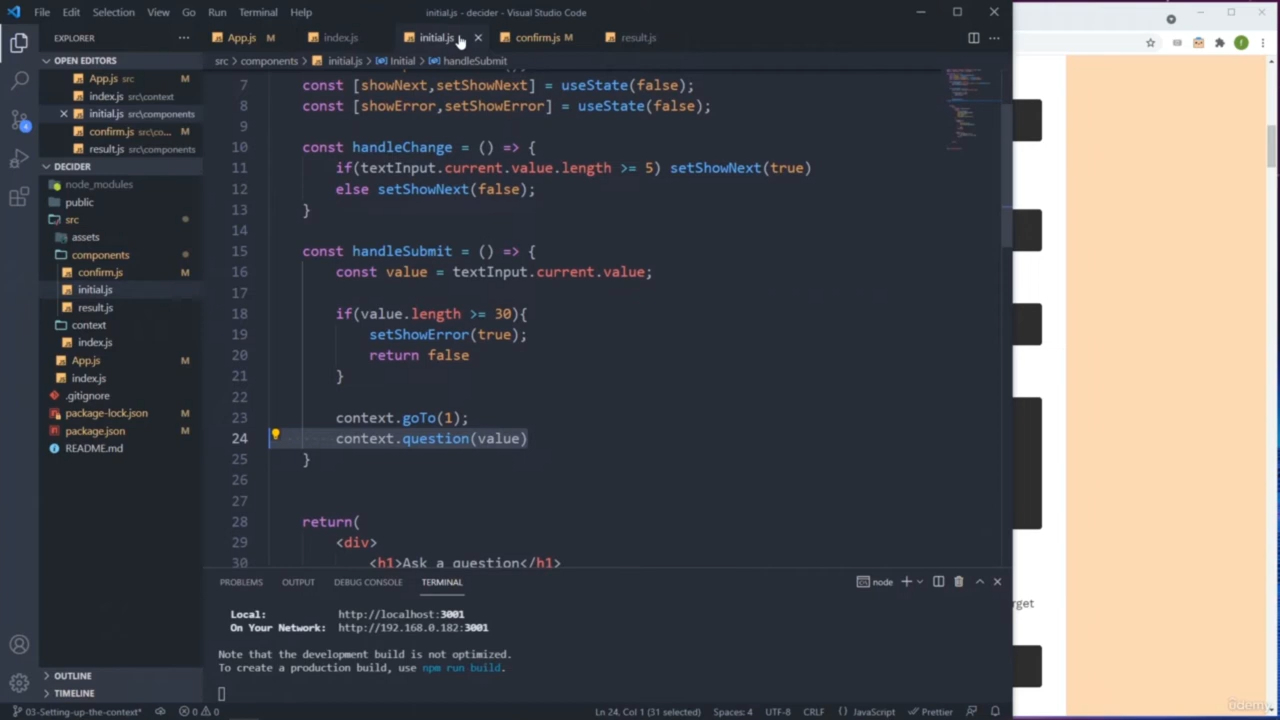 File Edit Selection View Go Run Terminal Help initial.js - decider - Visual Studio Code
EXPLORER
App.js M index.js initial.js confirm.js M result.js
OPEN EDITORS
src > components > initial.js > Initial > handleSubmit
App.js src M
index.js src\context
initial.js src\components
confirm.js src\co... M
result.js src\components
DECIDER
node_modules
public
src
assets
components
confirm.js M
initial.js
result.js
context
index.js
App.js M
index.js
.gitignore
package-lock.json M
package.json M
README.md
OUTLINE
TIMELINE
7 const [showNext,setShowNext] = useState(false);
8 const [showError,setShowError] = useState(false);
9
10 const handleChange = () => {
11 if(textInput.current.value.length >= 5) setShowNext(true)
12 else setShowNext(false);
13 }
14
15 const handleSubmit = () => {
16 const value = textInput.current.value;
17
18 if(value.length >= 30){
19 setShowError(true);
20 return false
21 }
22
23 context.goTo(1);
24 context.question(value)
25 }
26
27
28 return(
29 <div>
30 <h1>Ask a question</h1>
PROBLEMS OUTPUT DEBUG CONSOLE TERMINAL node
Local: http://localhost:3001
On Your Network: http://192.168.0.182:3001
Note that the development build is not optimized.
To create a production build, use npm run build.
rget
4
03-Setting-up-the-context* 0 0 Ln 24, Col 1 (31 selected) Spaces: 4 UTF-8 CRLF {} JavaScript Prettier
f
udemy